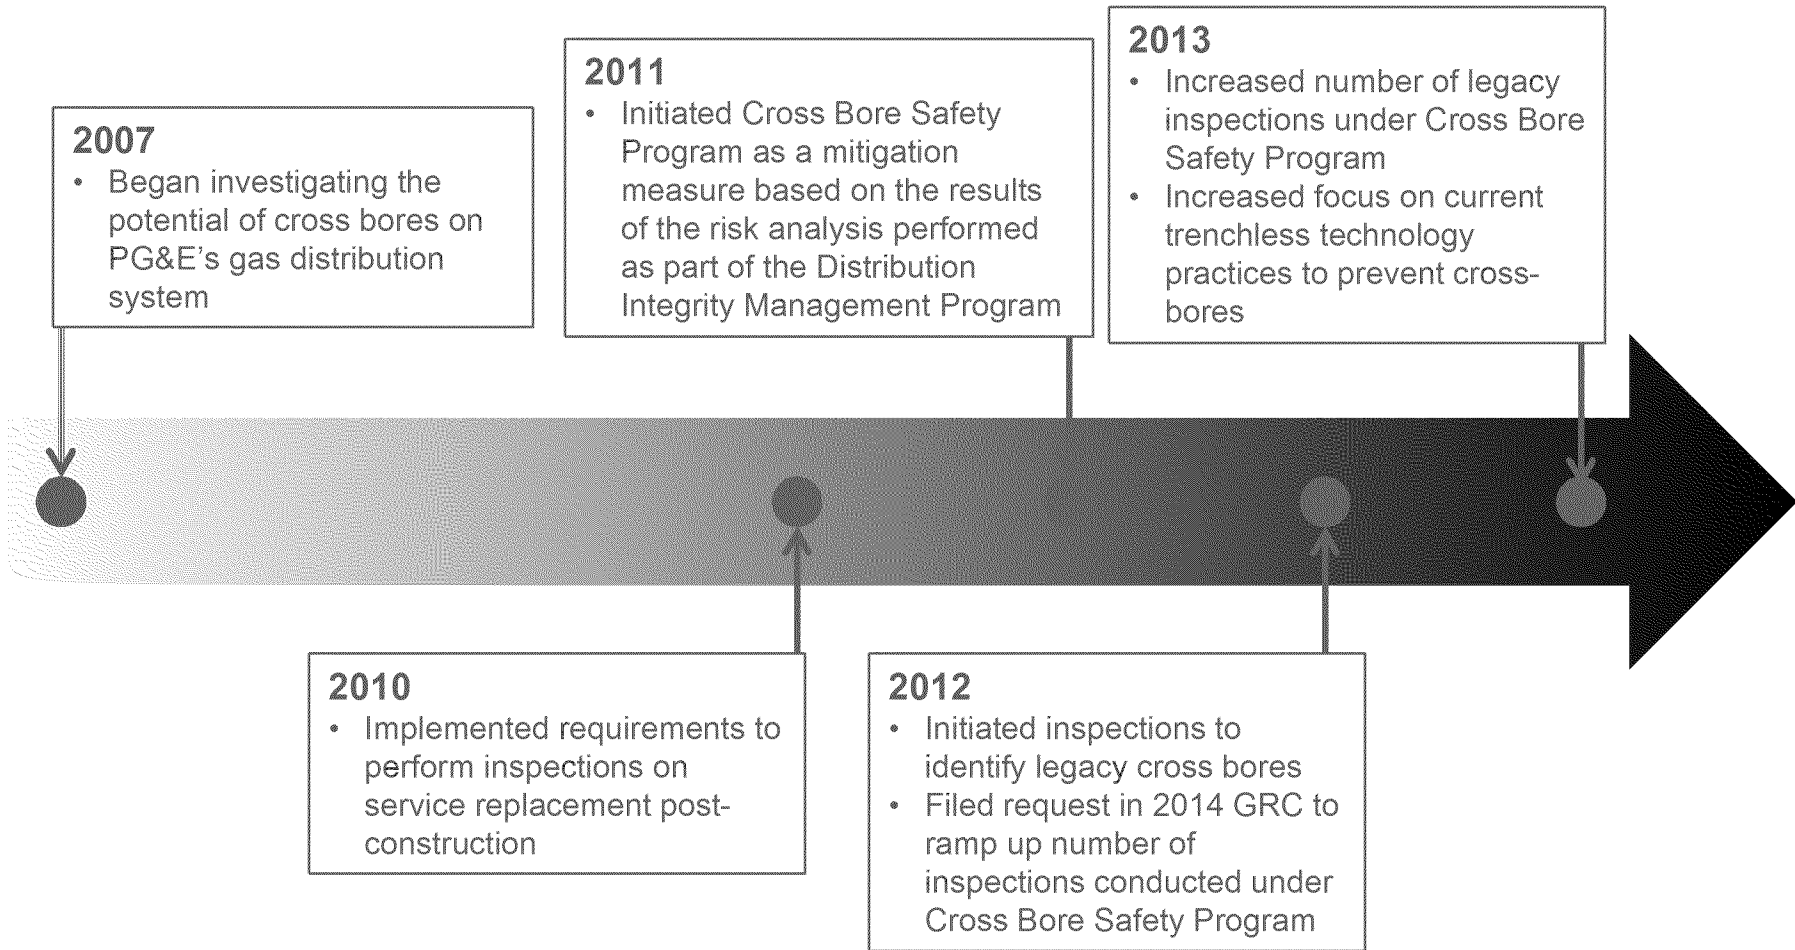 2007
• Began investigating the
potential of cross bores on
PG&E's gas distribution
system
2010
• Implemented requirements to
perform inspections on
service replacement post-
construction
2011
• Initiated Cross Bore Safety
Program as a mitigation
measure based on the results
of the risk analysis performed
as part of the Distribution
Integrity Management Program
2012
• Initiated inspections to
identify legacy cross bores
• Filed request in 2014 GRC to
ramp up number of
inspections conducted under
Cross Bore Safety Program
2013
• Increased number of legacy
inspections under Cross Bore
Safety Program
• Increased focus on current
trenchless technology
practices to prevent cross-
bores